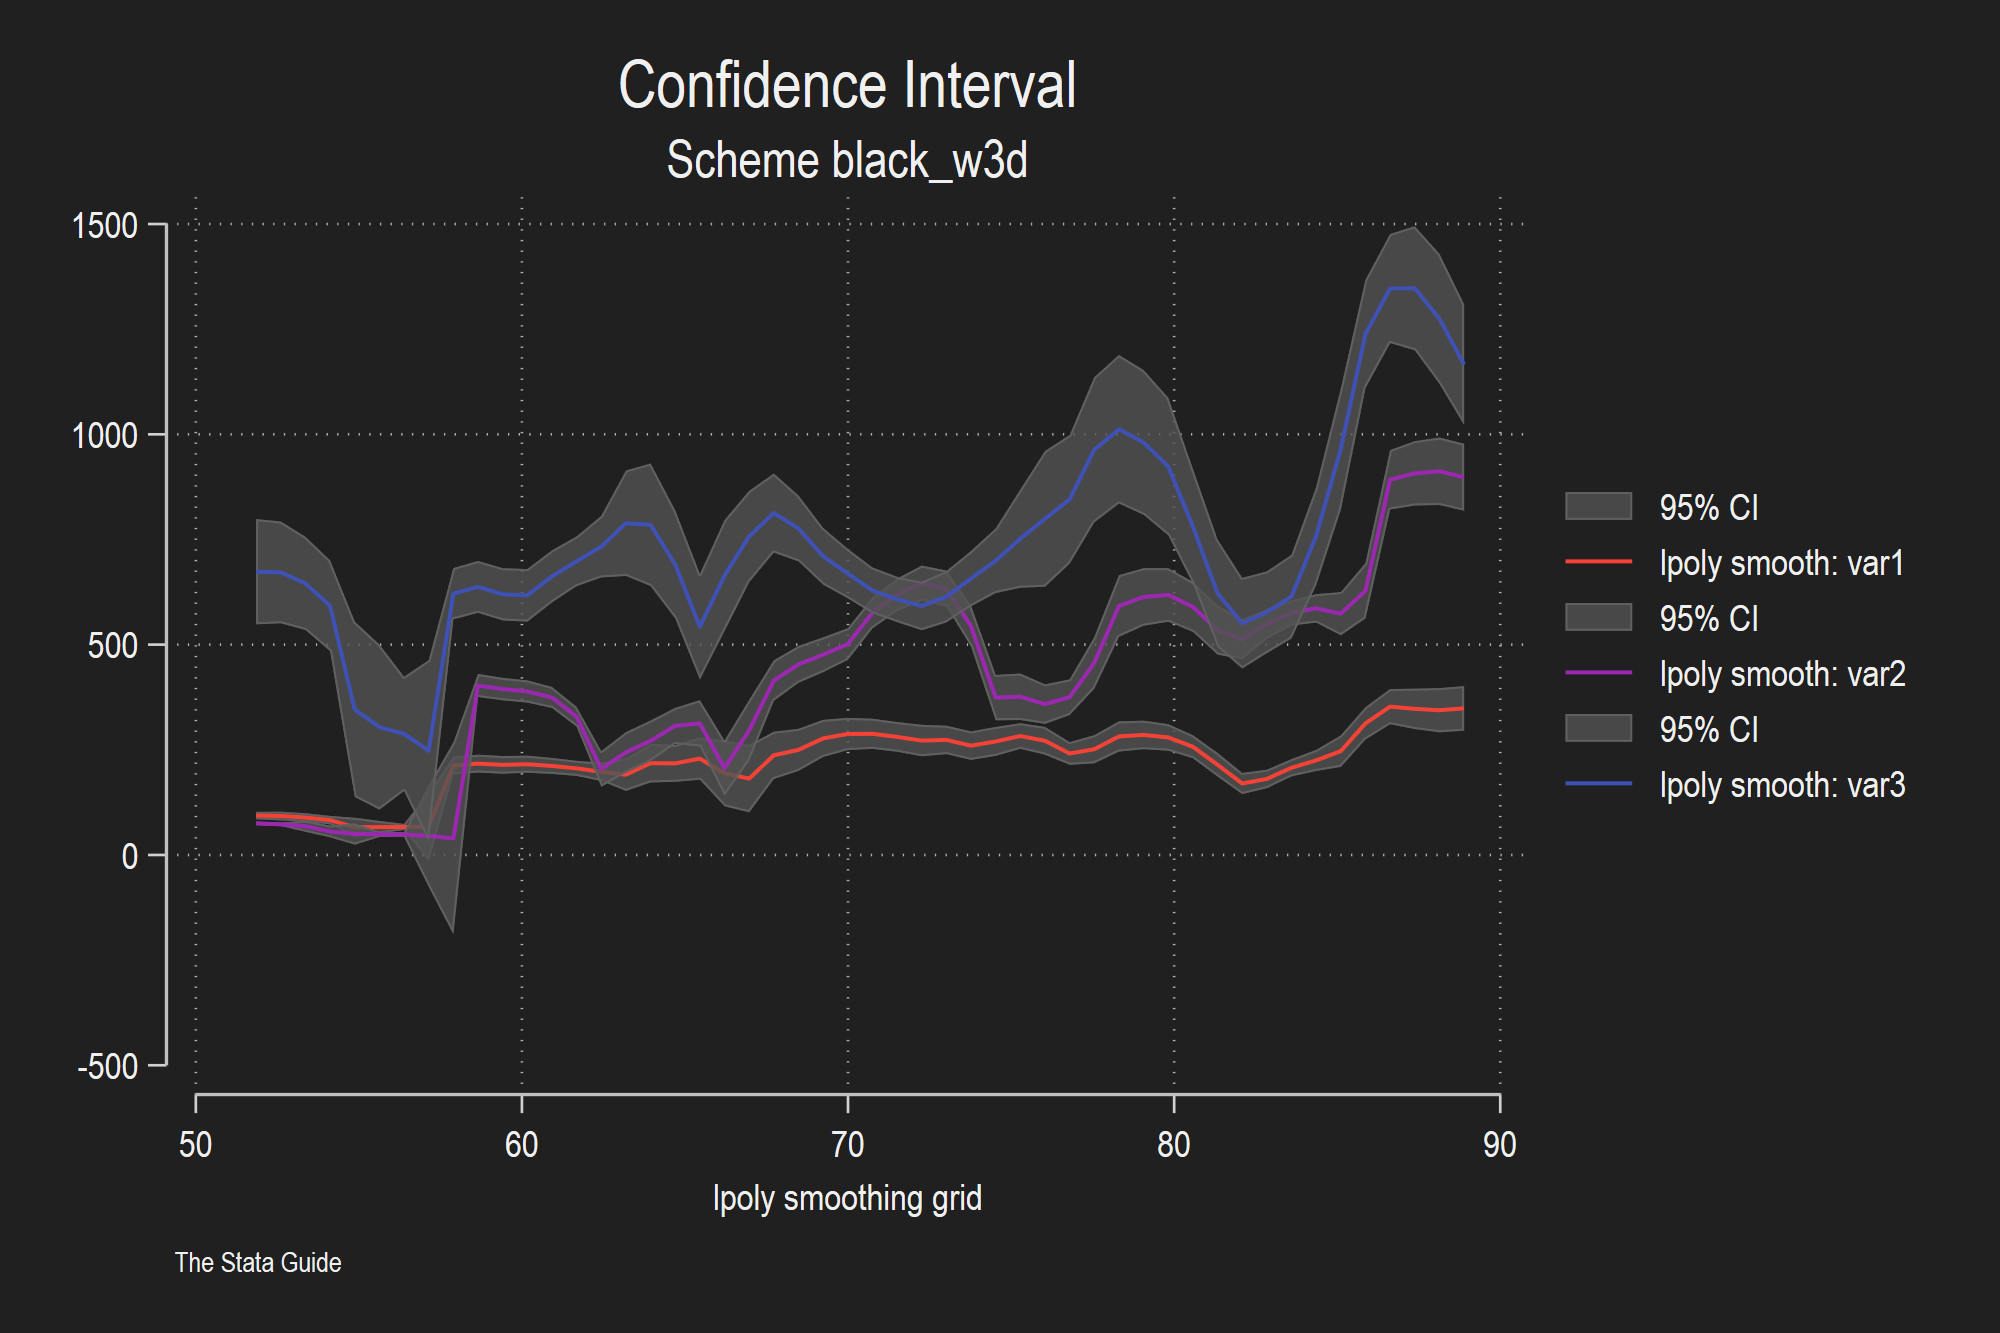 Confidence Interval
Scheme black_w3d
1500
1000
500
0
-500
50 60 70 80 90
lpoly smoothing grid
95% CI
lpoly smooth: var1
95% CI
lpoly smooth: var2
95% CI
lpoly smooth: var3
The Stata Guide